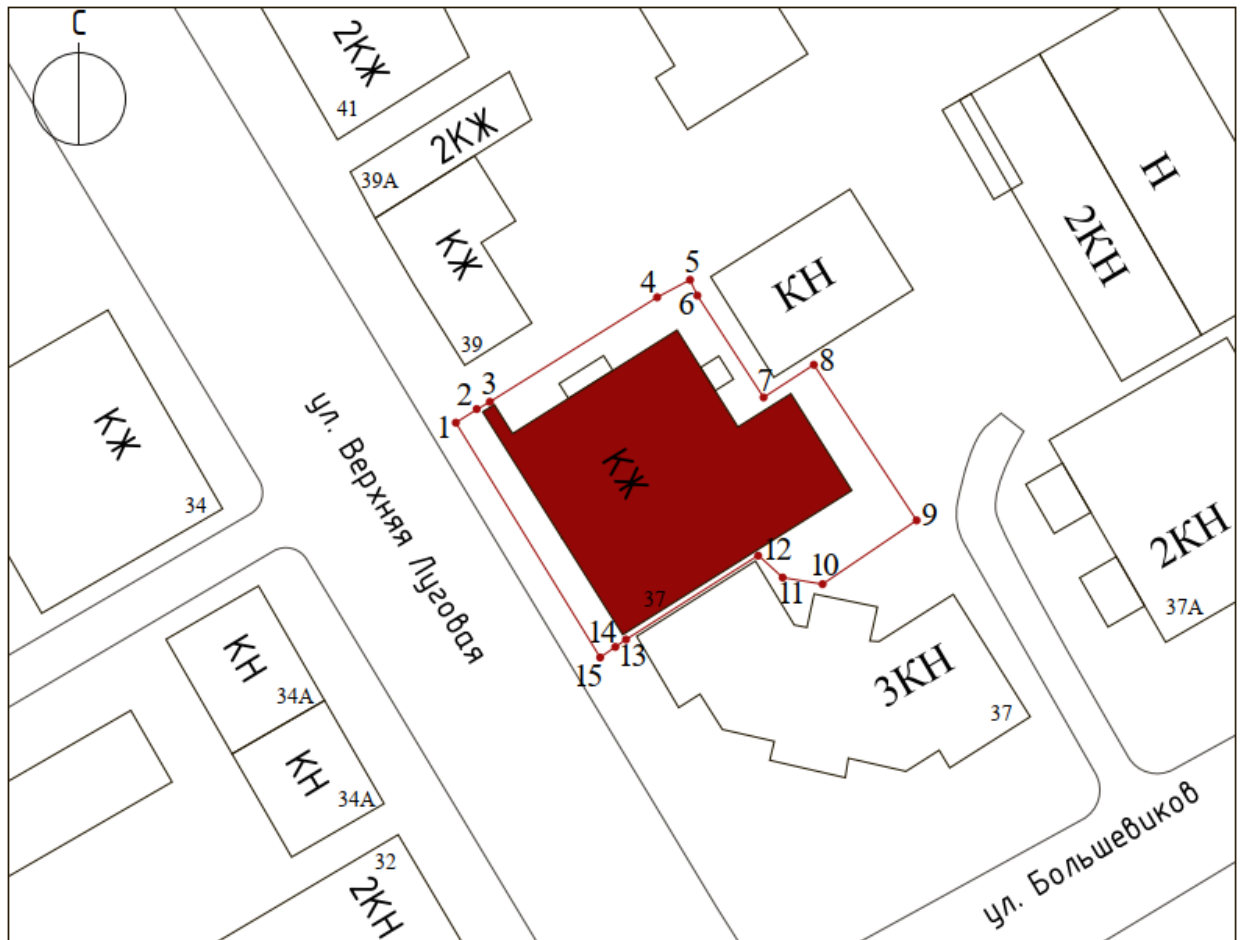 С
2КЖ
41
2КЖ
39А
КЖ
39
Н
2КН
КН
5
4
6
3
2
1
7
8
КЖ
34
ул. Верхняя Луговая
КЖ
37
9
12
11
10
14
13
15
2КН
37А
3КН
37
КН
34А
КН
34А
32
2КН
ул. Большевиков